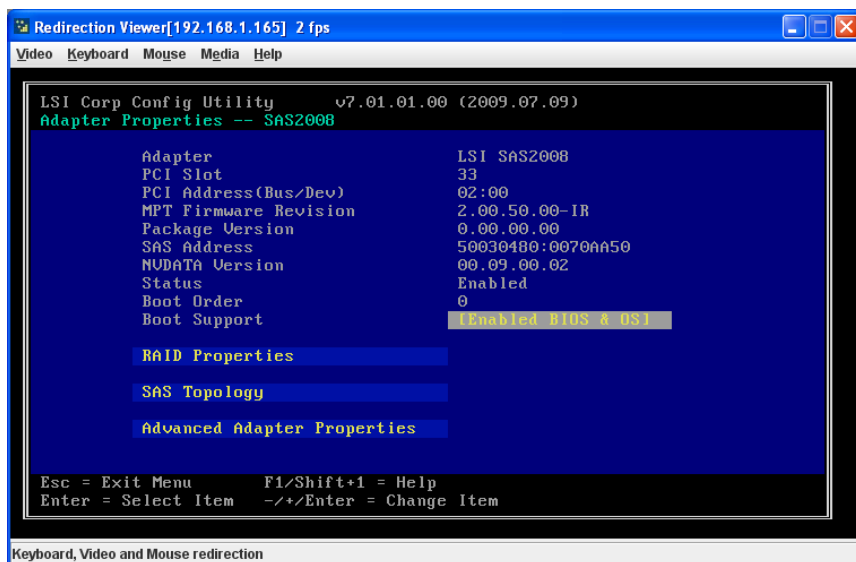 Redirection Viewer[192.168.1.165] 2 fps
Video Keyboard Mouse Media Help
LSI Corp Config Utility v7.01.01.00 (2009.07.09)
Adapter Properties -- SAS2008
Adapter LSI SAS2008
PCI Slot 33
PCI Address(Bus/Dev) 02:00
MPT Firmware Revision 2.00.50.00-IR
Package Version 0.00.00.00
SAS Address 50030480:0070AA50
NVDATA Version 00.09.00.02
Status Enabled
Boot Order 0
Boot Support [Enabled BIOS & OS]
RAID Properties
SAS Topology
Advanced Adapter Properties
Esc = Exit Menu F1/Shift+1 = Help
Enter = Select Item -/+/Enter = Change Item
Keyboard, Video and Mouse redirection